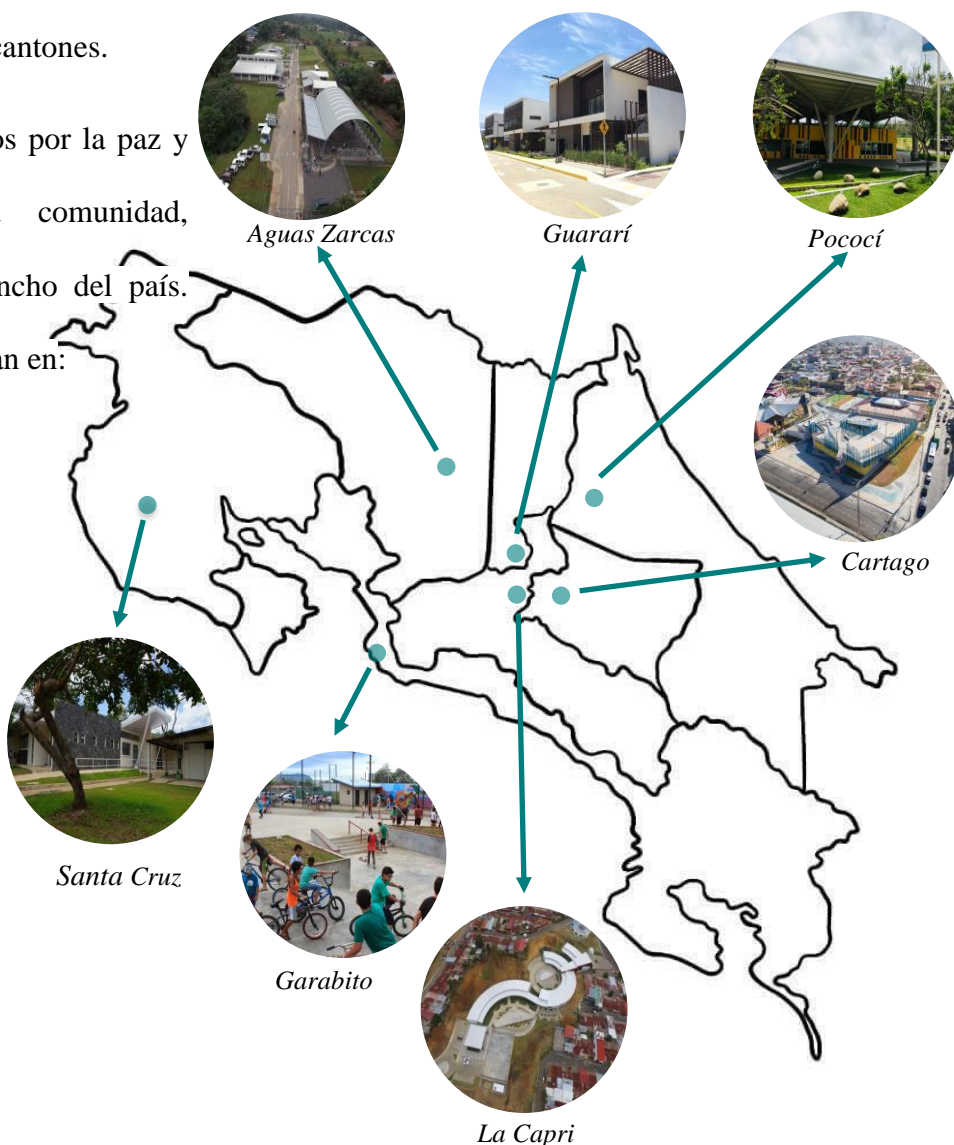 cantones.
os por la paz y
comunidad,
ncho del país.
an en:
Aguas Zarcas
Guararí
Pococí
Cartago
Santa Cruz
Garabito
La Capri